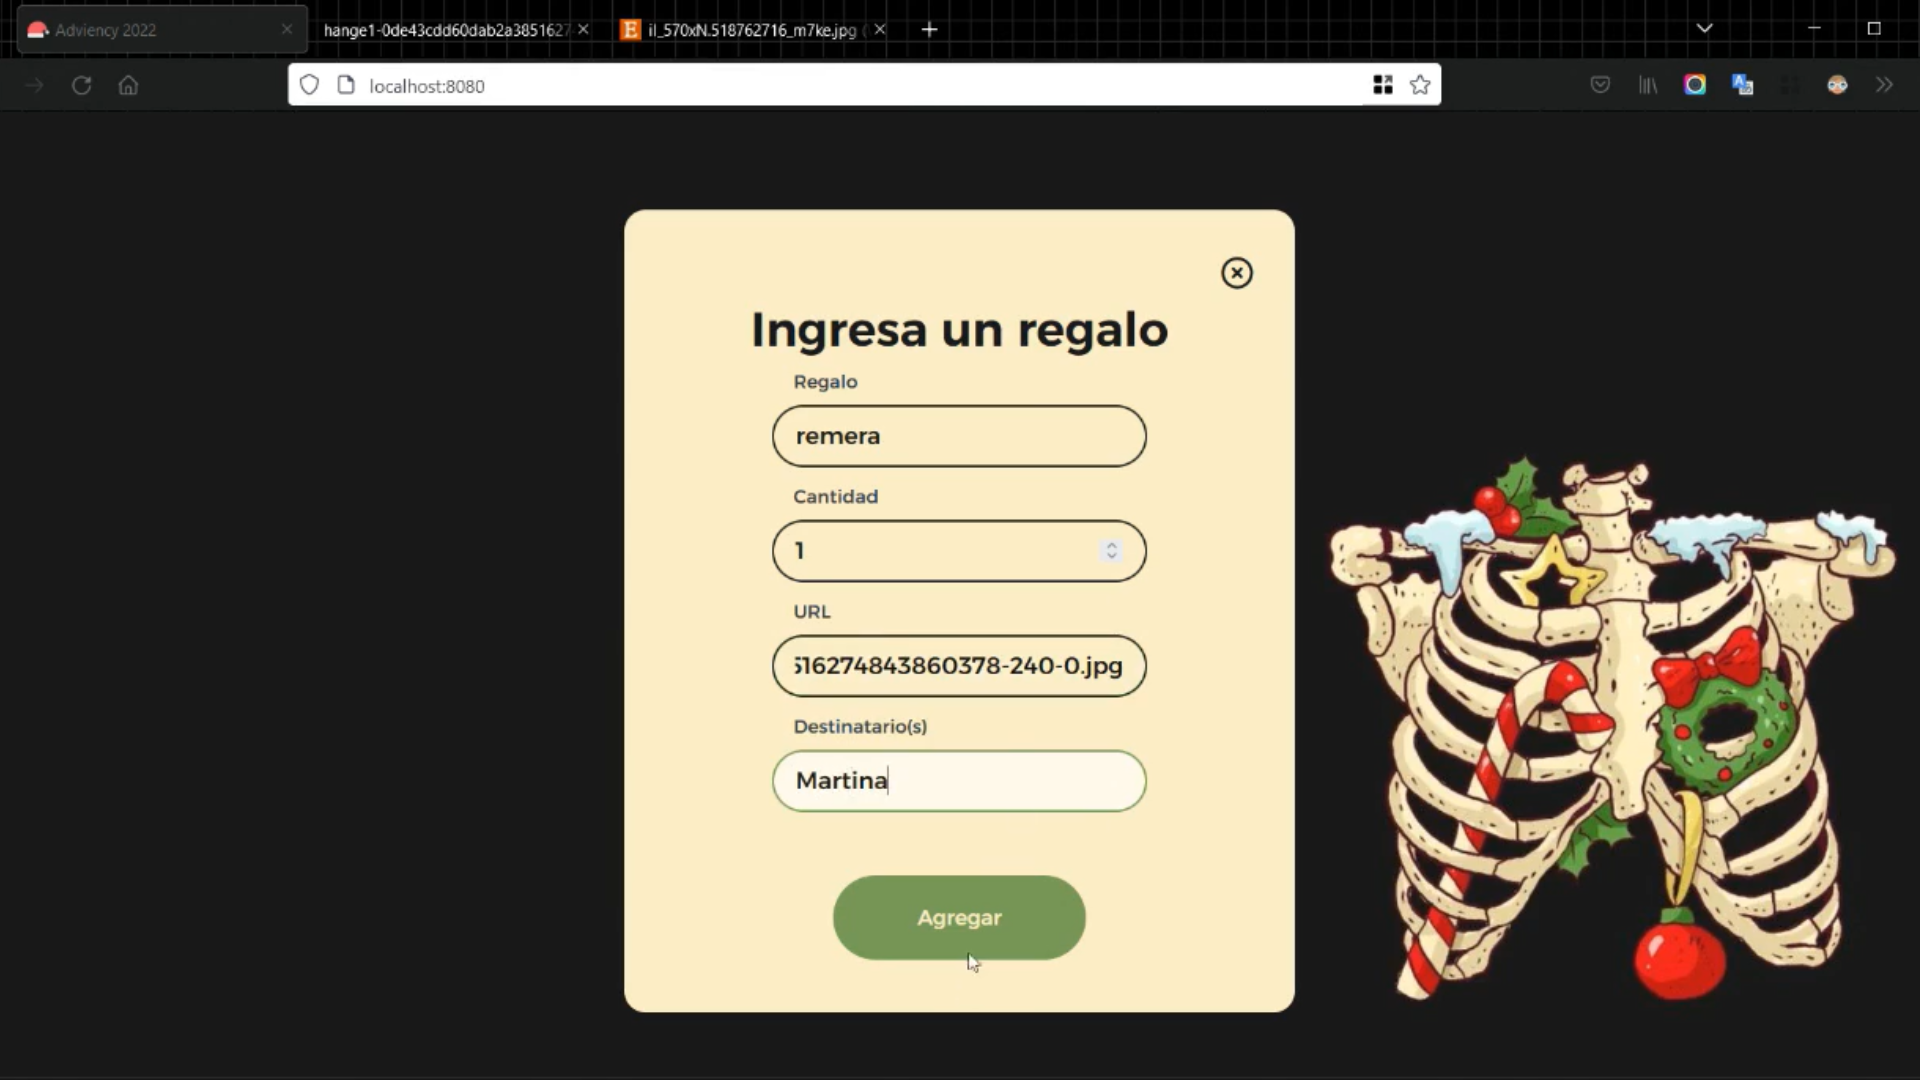 Adviency 2022
hange1-0de43cdd60dab2a3851627
il_570xN.518762716_m7ke.jpg (
localhost:8080
Ingresa un regalo
Regalo
remera
Cantidad
1
URL
516274843860378-240-0.jpg
Destinatario(s)
Martina
Agregar